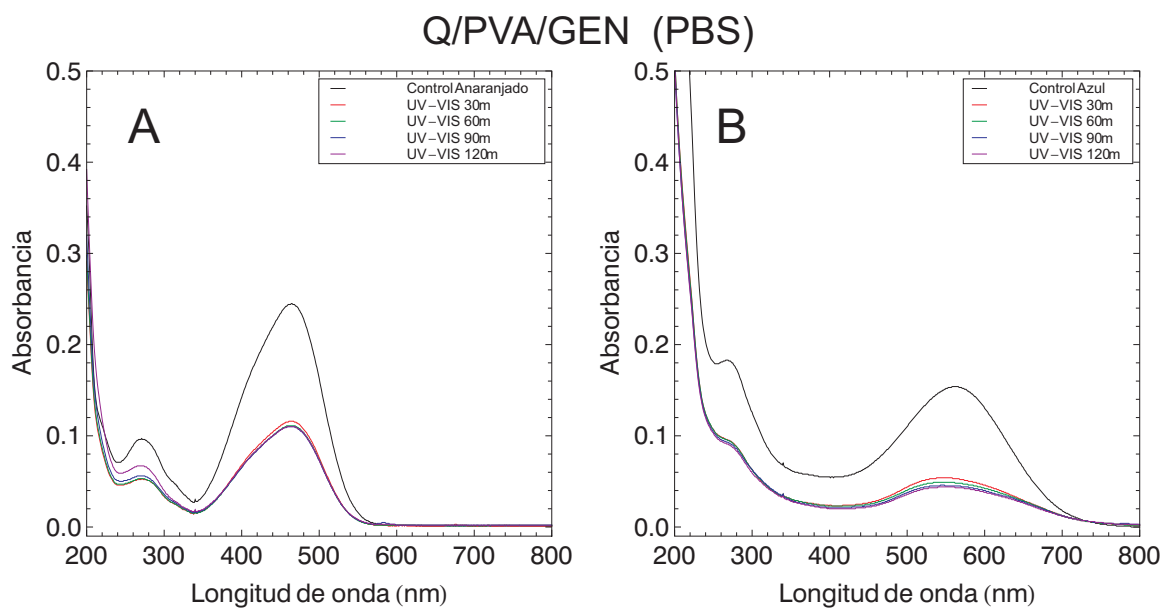 Q/PVA/GEN (PBS)
A
Control Anaranjado
UV-VIS 30m
UV-VIS 60m
UV-VIS 90m
UV-VIS 120m
0.5
0.4
0.3
0.2
0.1
0.0
Absorbancia
200 300 400 500 600 700 800
Longitud de onda (nm)
B
Control Azul
UV-VIS 30m
UV-VIS 60m
UV-VIS 90m
UV-VIS 120m
0.5
0.4
0.3
0.2
0.1
0.0
Absorbancia
200 300 400 500 600 700 800
Longitud de onda (nm)